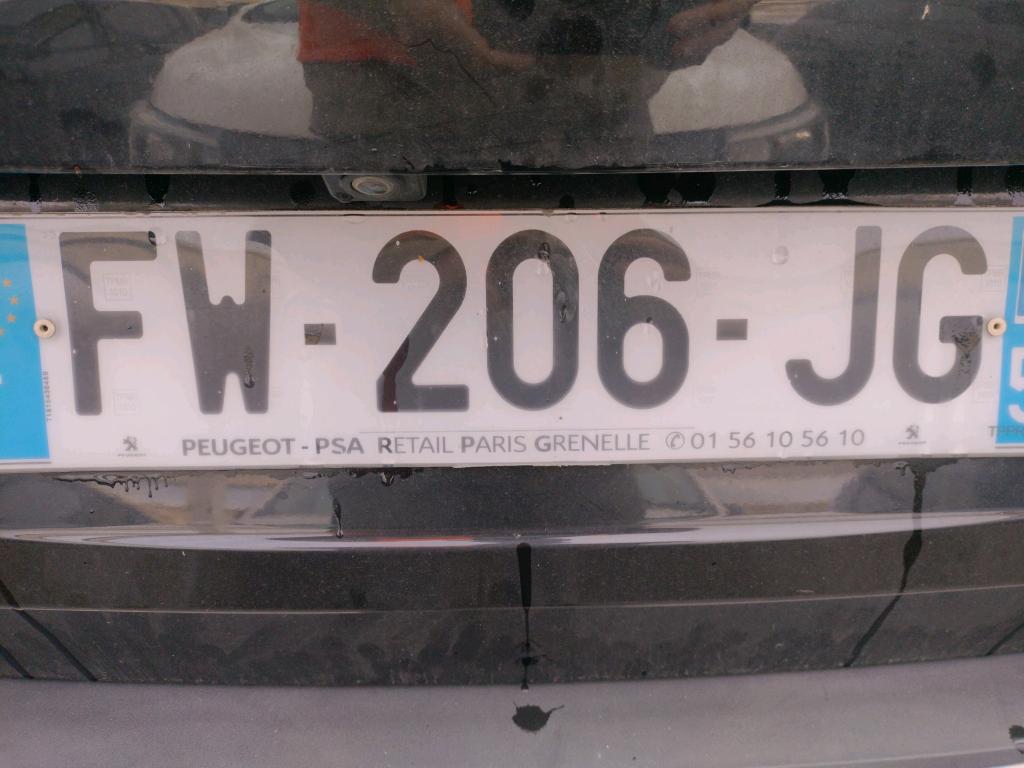 FW-206-JG
PEUGEOT - PSA RETAIL PARIS GRENELLE ✆ 01 56 10 56 10